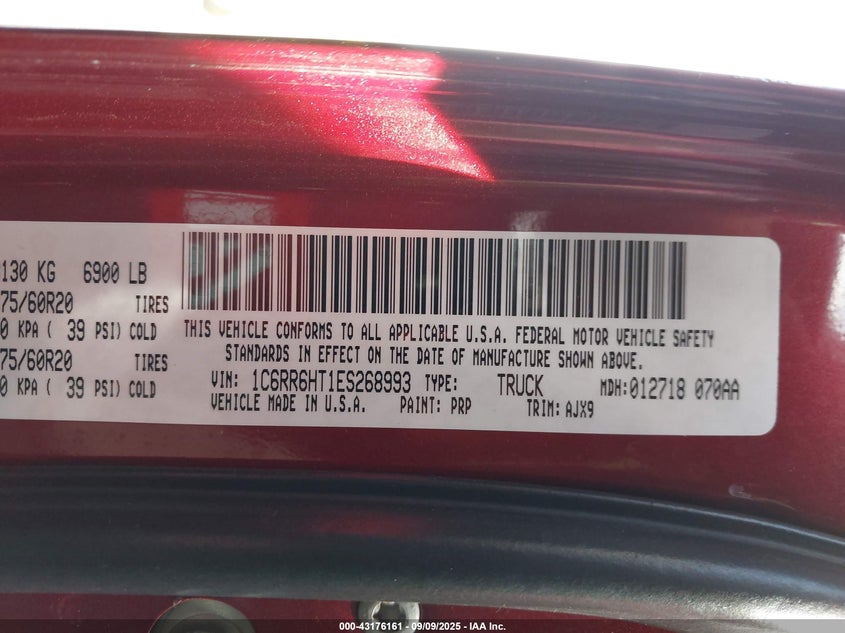 130 KG 6900 LB
75/60R20 TIRES
0 KPA ( 39 PSI) COLD
75/60R20 TIRES
0 KPA ( 39 PSI) COLD
THIS VEHICLE CONFORMS TO ALL APPLICABLE U.S.A. FEDERAL MOTOR VEHICLE SAFETY
STANDARDS IN EFFECT ON THE DATE OF MANUFACTURE SHOWN ABOVE.
VIN: 1C6RR6HT1ES268993 TYPE: TRUCK MDH:012718 070AA
VEHICLE MADE IN U.S.A. PAINT: PRP TRIM: AJX9
000-43176161 - 09/09/2025 - IAA Inc.